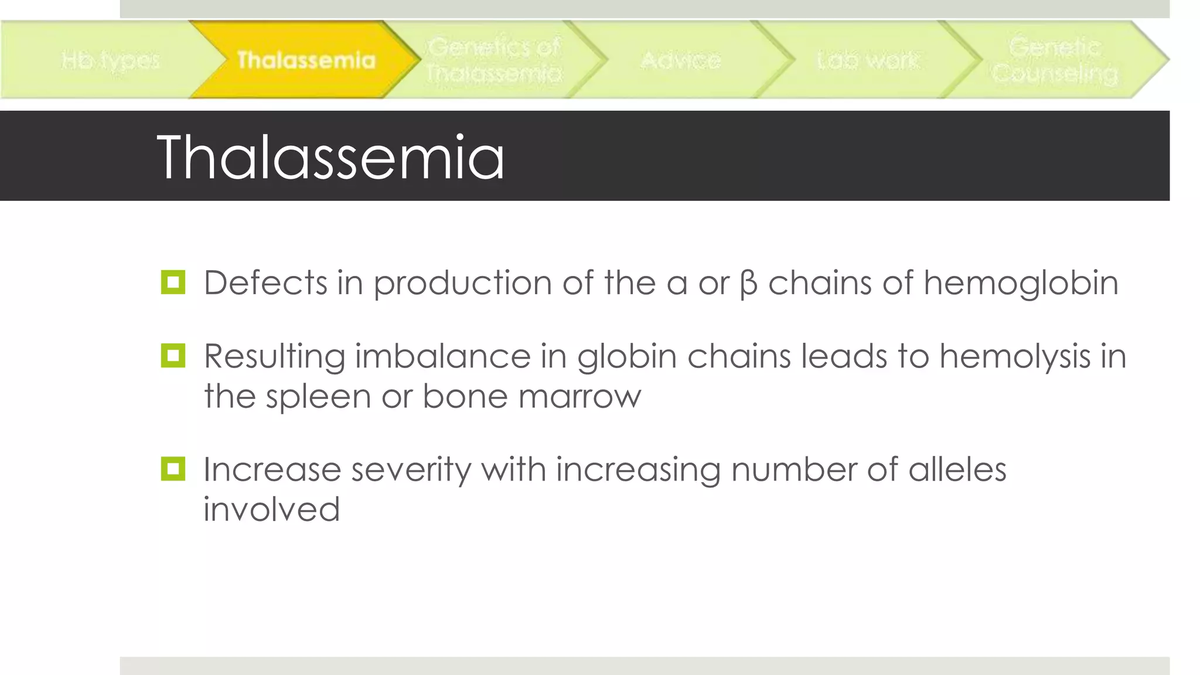 Hb types
Thalassemia
Genetics of
Thalassemia
Advice
Lab work
Genetic
Counseling
Thalassemia
Defects in production of the α or β chains of hemoglobin
Resulting imbalance in globin chains leads to hemolysis in
the spleen or bone marrow
Increase severity with increasing number of alleles
involved